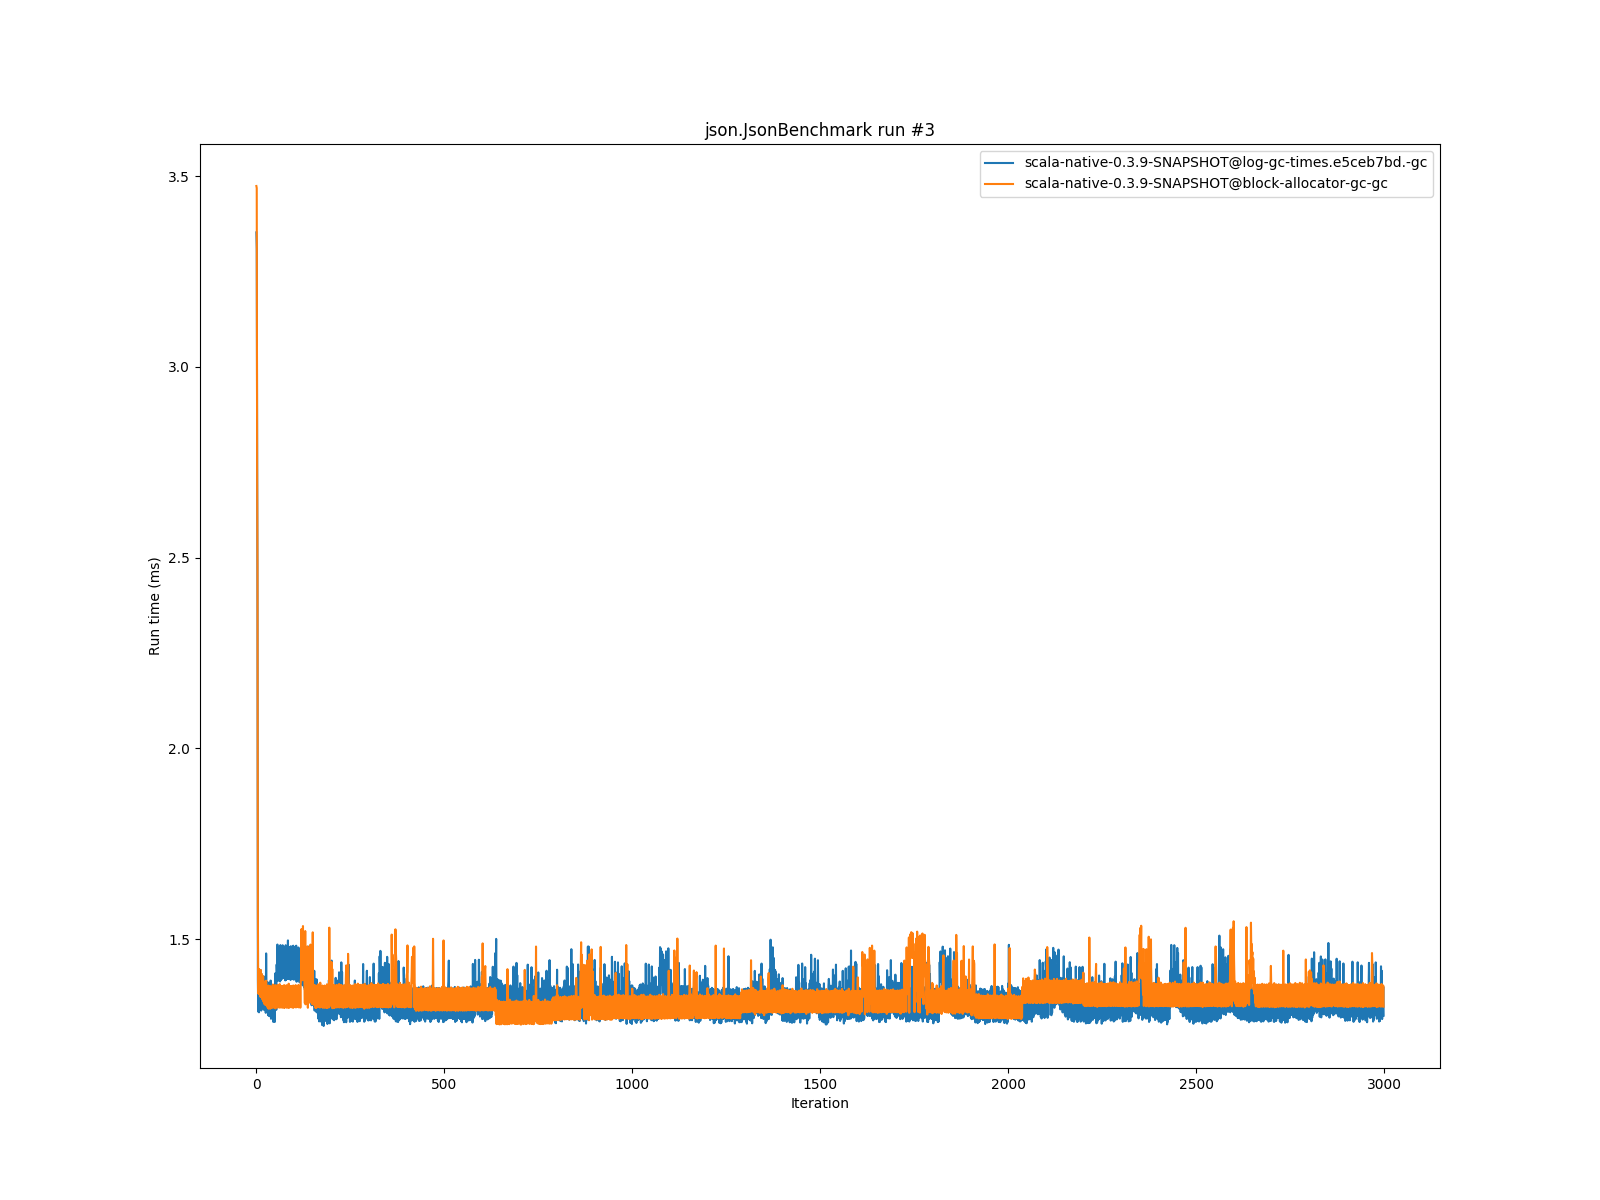 json.JsonBenchmark run #3
scala-native-0.3.9-SNAPSHOT@log-gc-times.e5ceb7bd.-gc
scala-native-0.3.9-SNAPSHOT@block-allocator-gc-gc
3.5
3.0
2.5
2.0
1.5
Run time (ms)
0
500
1000
1500
2000
2500
3000
Iteration